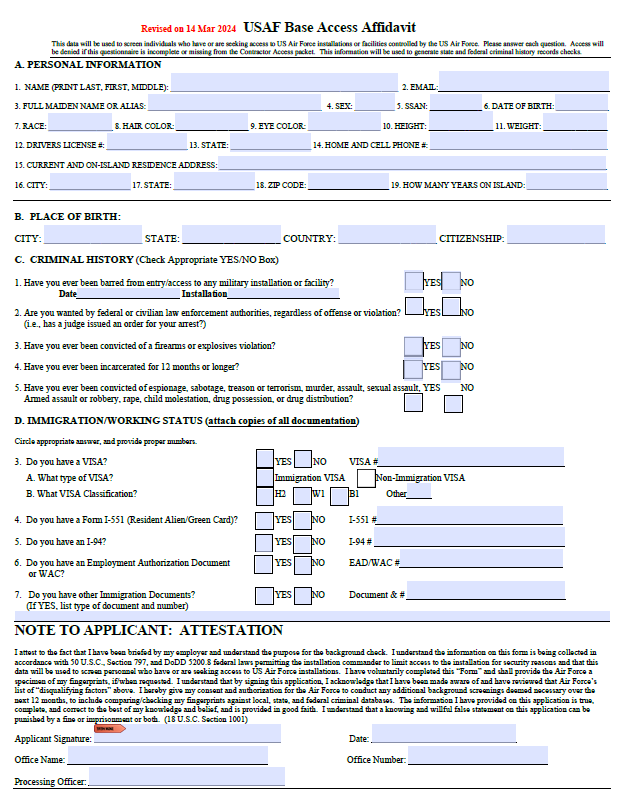 Revised on 14 Mar 2024 USAF Base Access Affidavit
This data will be used to screen individuals who have or are seeking access to US Air Force installations or facilities controlled by the US Air Force. Please answer each question. Access will
be denied if this questionnaire is incomplete or missing from the Contractor Access packet. This information will be used to generate state and federal criminal history records checks.
A. PERSONAL INFORMATION
1. NAME (PRINT LAST, FIRST, MIDDLE): 2. EMAIL:
3. FULL MAIDEN NAME OR ALIAS: 4. SEX: 5. SSAN: 6. DATE OF BIRTH:
7. RACE: 8. HAIR COLOR: 9. EYE COLOR: 10. HEIGHT: 11. WEIGHT:
12. DRIVERS LICENSE #: 13. STATE: 14. HOME AND CELL PHONE #:
15. CURRENT AND ON-ISLAND RESIDENCE ADDRESS:
16. CITY: 17. STATE: 18. ZIP CODE: 19. HOW MANY YEARS ON ISLAND:
B. PLACE OF BIRTH:
CITY: STATE: COUNTRY: CITIZENSHIP:
C. CRIMINAL HISTORY (Check Appropriate YES/NO Box)
1. Have you ever been barred from entry/access to any military installation or facility? YES NO
Date Installation
2. Are you wanted by federal or civilian law enforcement authorities, regardless of offense or violation? YES NO
(i.e., has a judge issued an order for your arrest?)
3. Have you ever been convicted of a firearms or explosives violation? YES NO
4. Have you ever been incarcerated for 12 months or longer? YES NO
5. Have you ever been convicted of espionage, sabotage, treason or terrorism, murder, assault, sexual assault, YES NO
Armed assault or robbery, rape, child molestation, drug possession, or drug distribution?
D. IMMIGRATION/WORKING STATUS (attach copies of all documentation)
Circle appropriate answer, and provide proper numbers.
3. Do you have a VISA? YES NO VISA #
A. What type of VISA? Immigration VISA Non-Immigration VISA
B. What VISA Classification? H2 W1 B1 Other
4. Do you have a Form I-551 (Resident Alien/Green Card)? YES NO I-551 #
5. Do you have an I-94? YES NO I-94 #
6. Do you have an Employment Authorization Document YES NO EAD/WAC #
or WAC?
7. Do you have other Immigration Documents? YES NO Document & #
(If YES, list type of document and number)
NOTE TO APPLICANT: ATTESTATION
I attest to the fact that I have been briefed by my employer and understand the purpose for the background check. I understand the information on this form is being collected in
accordance with 50 U.S.C., Section 797, and DoDD 5200.8 federal laws permitting the installation commander to limit access to the installation for security reasons and that this
data will be used to screen personnel who have or are seeking access to US Air Force installations. I have voluntarily completed this "Form" and shall provide the Air Force a
specimen of my fingerprints, if when requested. I understand that by signing this application, I acknowledge that I have been made aware of and have reviewed that Air Force's
list of "disqualifying factors" above. I hereby give my consent and authorization for the Air Force to conduct any additional background screenings deemed necessary over the
next 12 months, to include comparing/checking my fingerprints against local, state, and federal criminal databases. The information I have provided on this application is true,
complete, and correct to the best of my knowledge and belief, and is provided in good faith. I understand that a knowing and willful false statement on this application can be
punished by a fine or imprisonment or both. (18 U.S.C. Section 1001)
Applicant Signature: Date:
Office Name: Office Number:
Processing Officer: